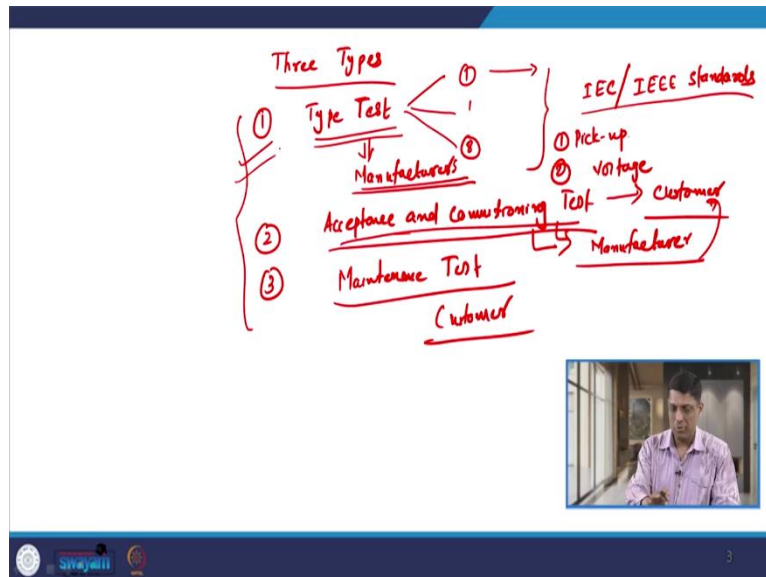 Three Types
① Type Test ① IEC/IEEE standards
⑧ ① Pick-up
Manufacturers ② voltage
② Acceptance and Commissioning Test → Customer
Manufacturer
③ Maintenance Test
Customer
swayam
3